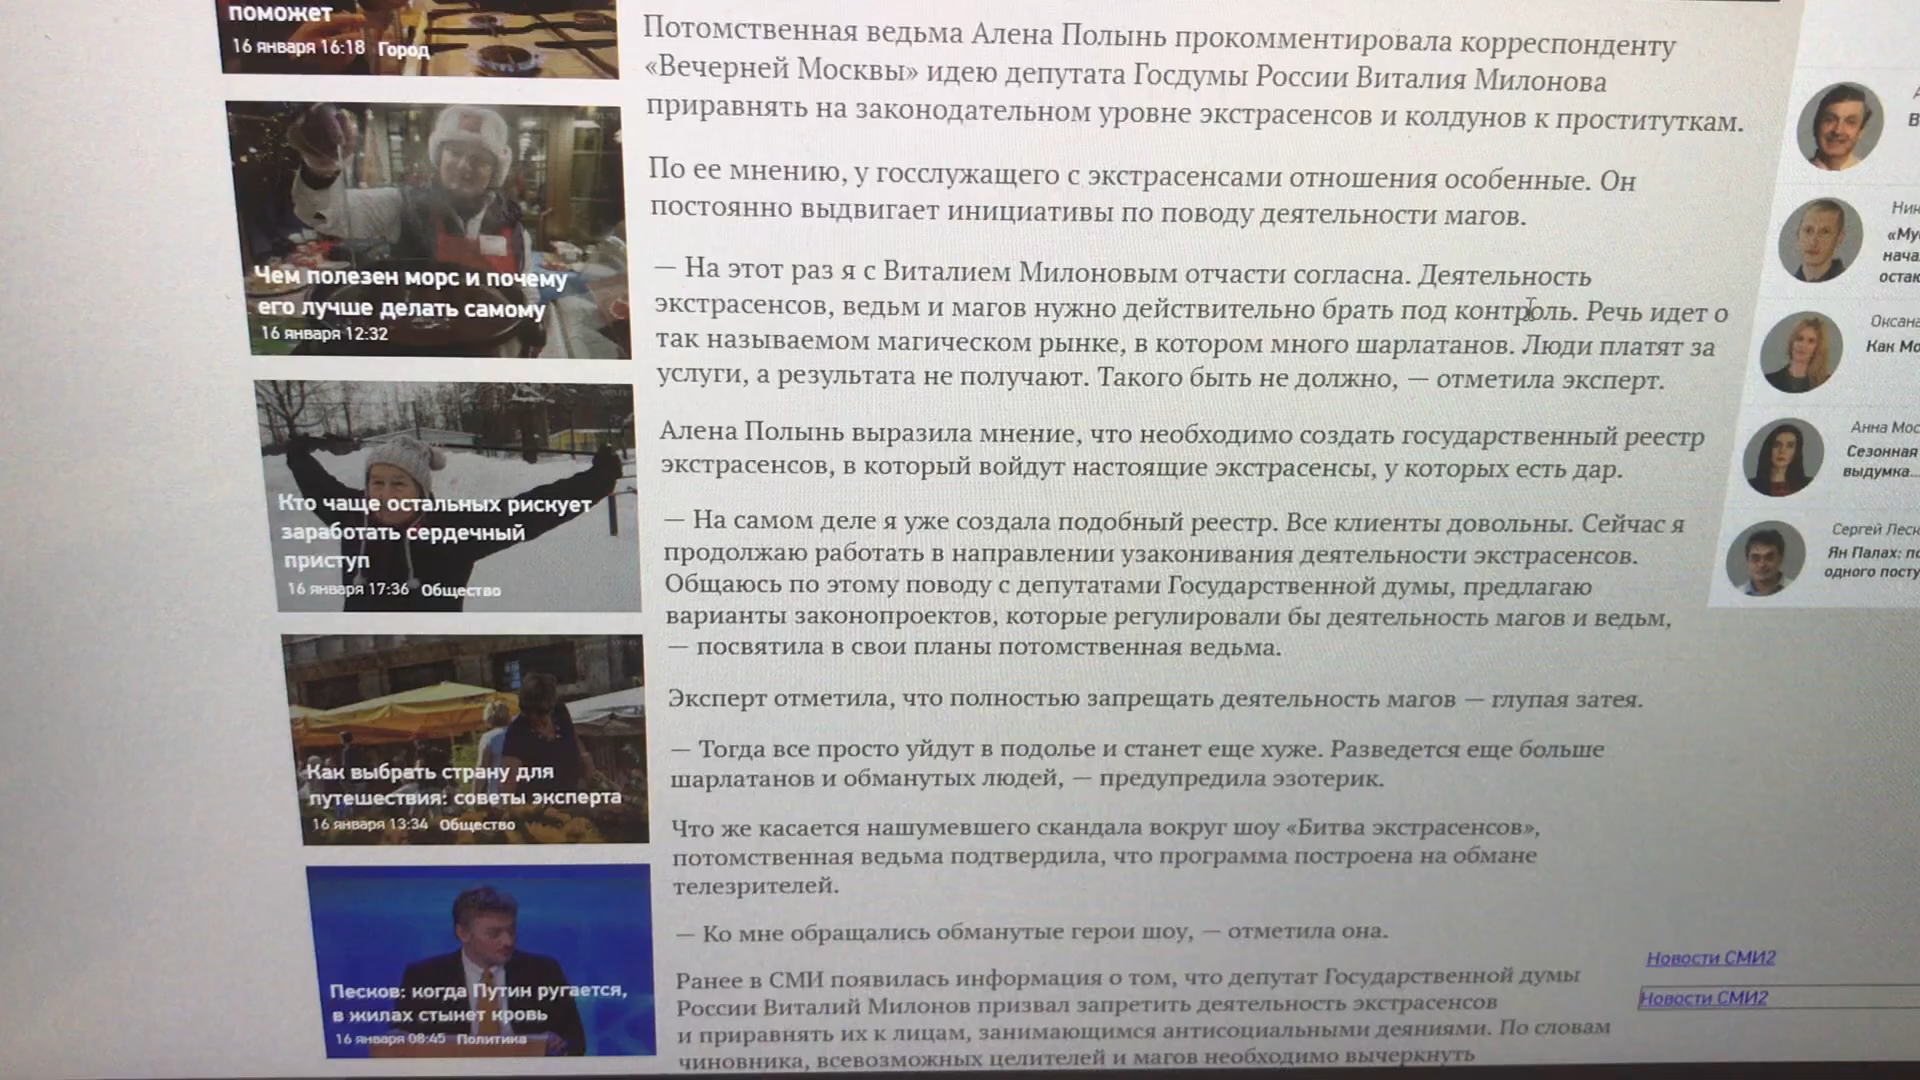 поможет
16 января 16:18 Город
Чем полезен морс и почему
его лучше делать самому
16 января 12:32
Кто чаще остальных рискует
заработать сердечный
приступ
16 января 17:36 Общество
Как выбрать страну для
путешествия: советы эксперта
16 января 13:34 Общество
Песков: когда Путин ругается,
в жилах стынет кровь
16 января 08:45 Политика
Потомственная ведьма Алена Полынь прокомментировала корреспонденту
«Вечерней Москвы» идею депутата Госдумы России Виталия Милонова
приравнять на законодательном уровне экстрасенсов и колдунов к проституткам.
По ее мнению, у госслужащего с экстрасенсами отношения особенные. Он
постоянно выдвигает инициативы по поводу деятельности магов.
— На этот раз я с Виталием Милоновым отчасти согласна. Деятельность
экстрасенсов, ведьм и магов нужно действительно брать под контроль. Речь идет о
так называемом магическом рынке, в котором много шарлатанов. Люди платят за
услуги, а результата не получают. Такого быть не должно, — отметила эксперт.
Алена Полынь выразила мнение, что необходимо создать государственный реестр
экстрасенсов, в который войдут настоящие экстрасенсы, у которых есть дар.
— На самом деле я уже создала подобный реестр. Все клиенты довольны. Сейчас я
продолжаю работать в направлении узаконивания деятельности экстрасенсов.
Общаюсь по этому поводу с депутатами Государственной думы, предлагаю
варианты законопроектов, которые регулировали бы деятельность магов и ведьм,
— посвятила в свои планы потомственная ведьма.
Эксперт отметила, что полностью запрещать деятельность магов — глупая затея.
— Тогда все просто уйдут в подолье и станет еще хуже. Разведется еще больше
шарлатанов и обманутых людей, — предупредила эзотерик.
Что же касается нашумевшего скандала вокруг шоу «Битва экстрасенсов»,
потомственная ведьма подтвердила, что программа построена на обмане
телезрителей.
— Ко мне обращались обманутые герои шоу, — отметила она.
Ранее в СМИ появилась информация о том, что депутат Государственной думы
России Виталий Милонов призвал запретить деятельность экстрасенсов
и приравнять их к лицам, занимающимся антисоциальными деяниями. По словам
чиновника, всевозможных целителей и магов необходимо вычеркнуть
Оксана
Как Мо
Анна Мос
Сезонная
выдумка...
Сергей Леск
Ян Палах: по
одного посту
Новости СМИ2
Новости СМИ2